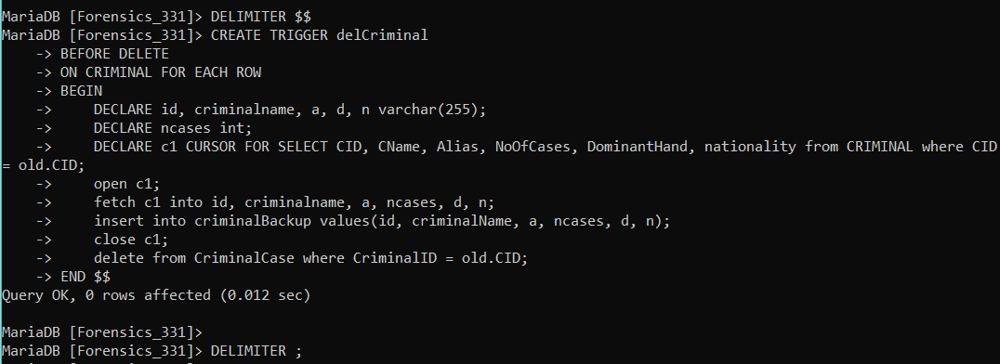 MariaDB [Forensics_331]> DELIMITER $$
MariaDB [Forensics_331]> CREATE TRIGGER delCriminal
    -> BEFORE DELETE
    -> ON CRIMINAL FOR EACH ROW
    -> BEGIN
    ->     DECLARE id, criminalname, a, d, n varchar(255);
    ->     DECLARE ncases int;
    ->     DECLARE c1 CURSOR FOR SELECT CID, CName, Alias, NoOfCases, DominantHand, nationality from CRIMINAL where CID
= old.CID;
    ->     open c1;
    ->     fetch c1 into id, criminalname, a, ncases, d, n;
    ->     insert into criminalBackup values(id, criminalName, a, ncases, d, n);
    ->     close c1;
    ->     delete from CriminalCase where CriminalID = old.CID;
    -> END $$
Query OK, 0 rows affected (0.012 sec)
MariaDB [Forensics_331]>
MariaDB [Forensics_331]> DELIMITER ;